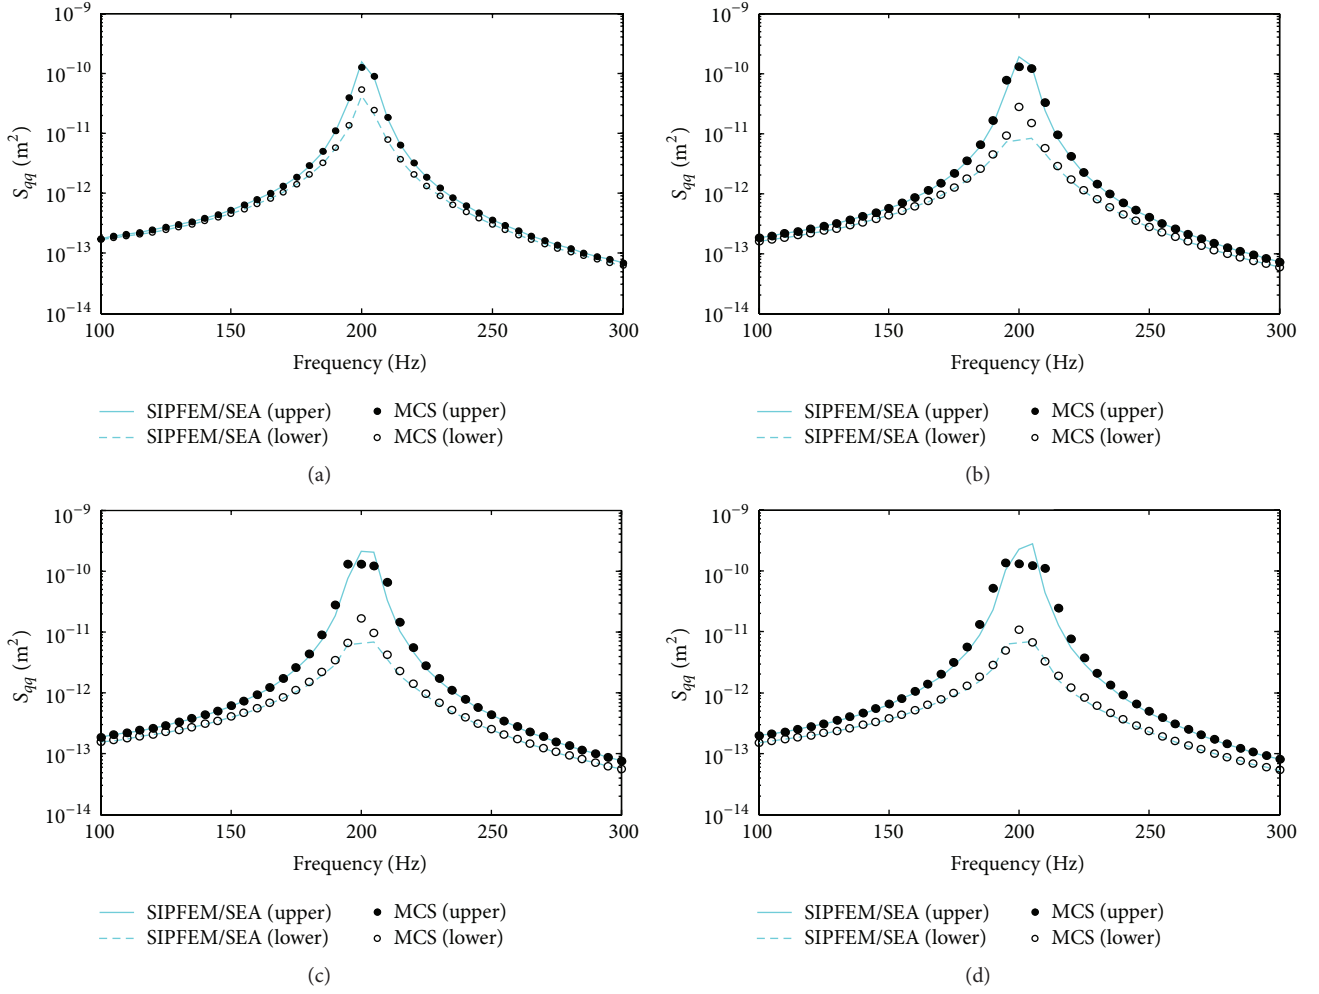 10⁻⁹
10⁻¹⁰
10⁻¹¹
10⁻¹²
10⁻¹³
10⁻¹⁴
S_qq (m²)
100 150 200 250 300
Frequency (Hz)
SIPFEM/SEA (upper) MCS (upper)
SIPFEM/SEA (lower) MCS (lower)
(a)
10⁻⁹
10⁻¹⁰
10⁻¹¹
10⁻¹²
10⁻¹³
10⁻¹⁴
S_qq (m²)
100 150 200 250 300
Frequency (Hz)
SIPFEM/SEA (upper) MCS (upper)
SIPFEM/SEA (lower) MCS (lower)
(b)
10⁻⁹
10⁻¹⁰
10⁻¹¹
10⁻¹²
10⁻¹³
10⁻¹⁴
S_qq (m²)
100 150 200 250 300
Frequency (Hz)
SIPFEM/SEA (upper) MCS (upper)
SIPFEM/SEA (lower) MCS (lower)
(c)
10⁻⁹
10⁻¹⁰
10⁻¹¹
10⁻¹²
10⁻¹³
10⁻¹⁴
S_qq (m²)
100 150 200 250 300
Frequency (Hz)
SIPFEM/SEA (upper) MCS (upper)
SIPFEM/SEA (lower) MCS (lower)
(d)